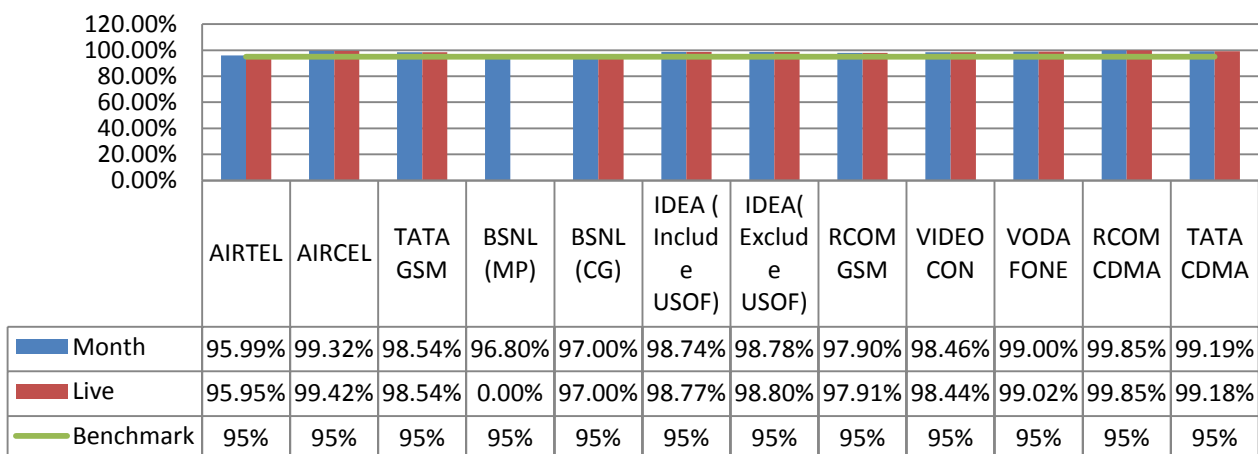 120.00%
100.00%
80.00%
60.00%
40.00%
20.00%
0.00%
AIRTEL AIRCEL TATA GSM BSNL (MP) BSNL (CG) IDEA ( Includ e USOF) IDEA( Exclud e USOF) RCOM GSM VIDEO CON VODA FONE RCOM CDMA TATA CDMA
Month 95.99% 99.32% 98.54% 96.80% 97.00% 98.74% 98.78% 97.90% 98.46% 99.00% 99.85% 99.19%
Live 95.95% 99.42% 98.54% 0.00% 97.00% 98.77% 98.80% 97.91% 98.44% 99.02% 99.85% 99.18%
Benchmark 95% 95% 95% 95% 95% 95% 95% 95% 95% 95% 95% 95%